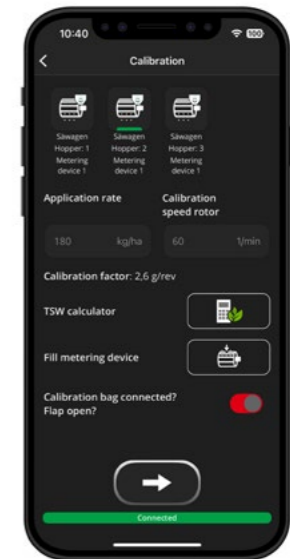 10:40
100
Calibration
Säwagen
Hopper: 1
Metering
device 1
Säwagen
Hopper: 2
Metering
device 1
Säwagen
Hopper: 3
Metering
device 1
Application rate
Calibration
speed rotor
180 kg/ha
60 1/min
Calibration factor: 2,6 g/rev
TSW calculator
Fill metering device
Calibration bag connected?
Flap open?
Connected